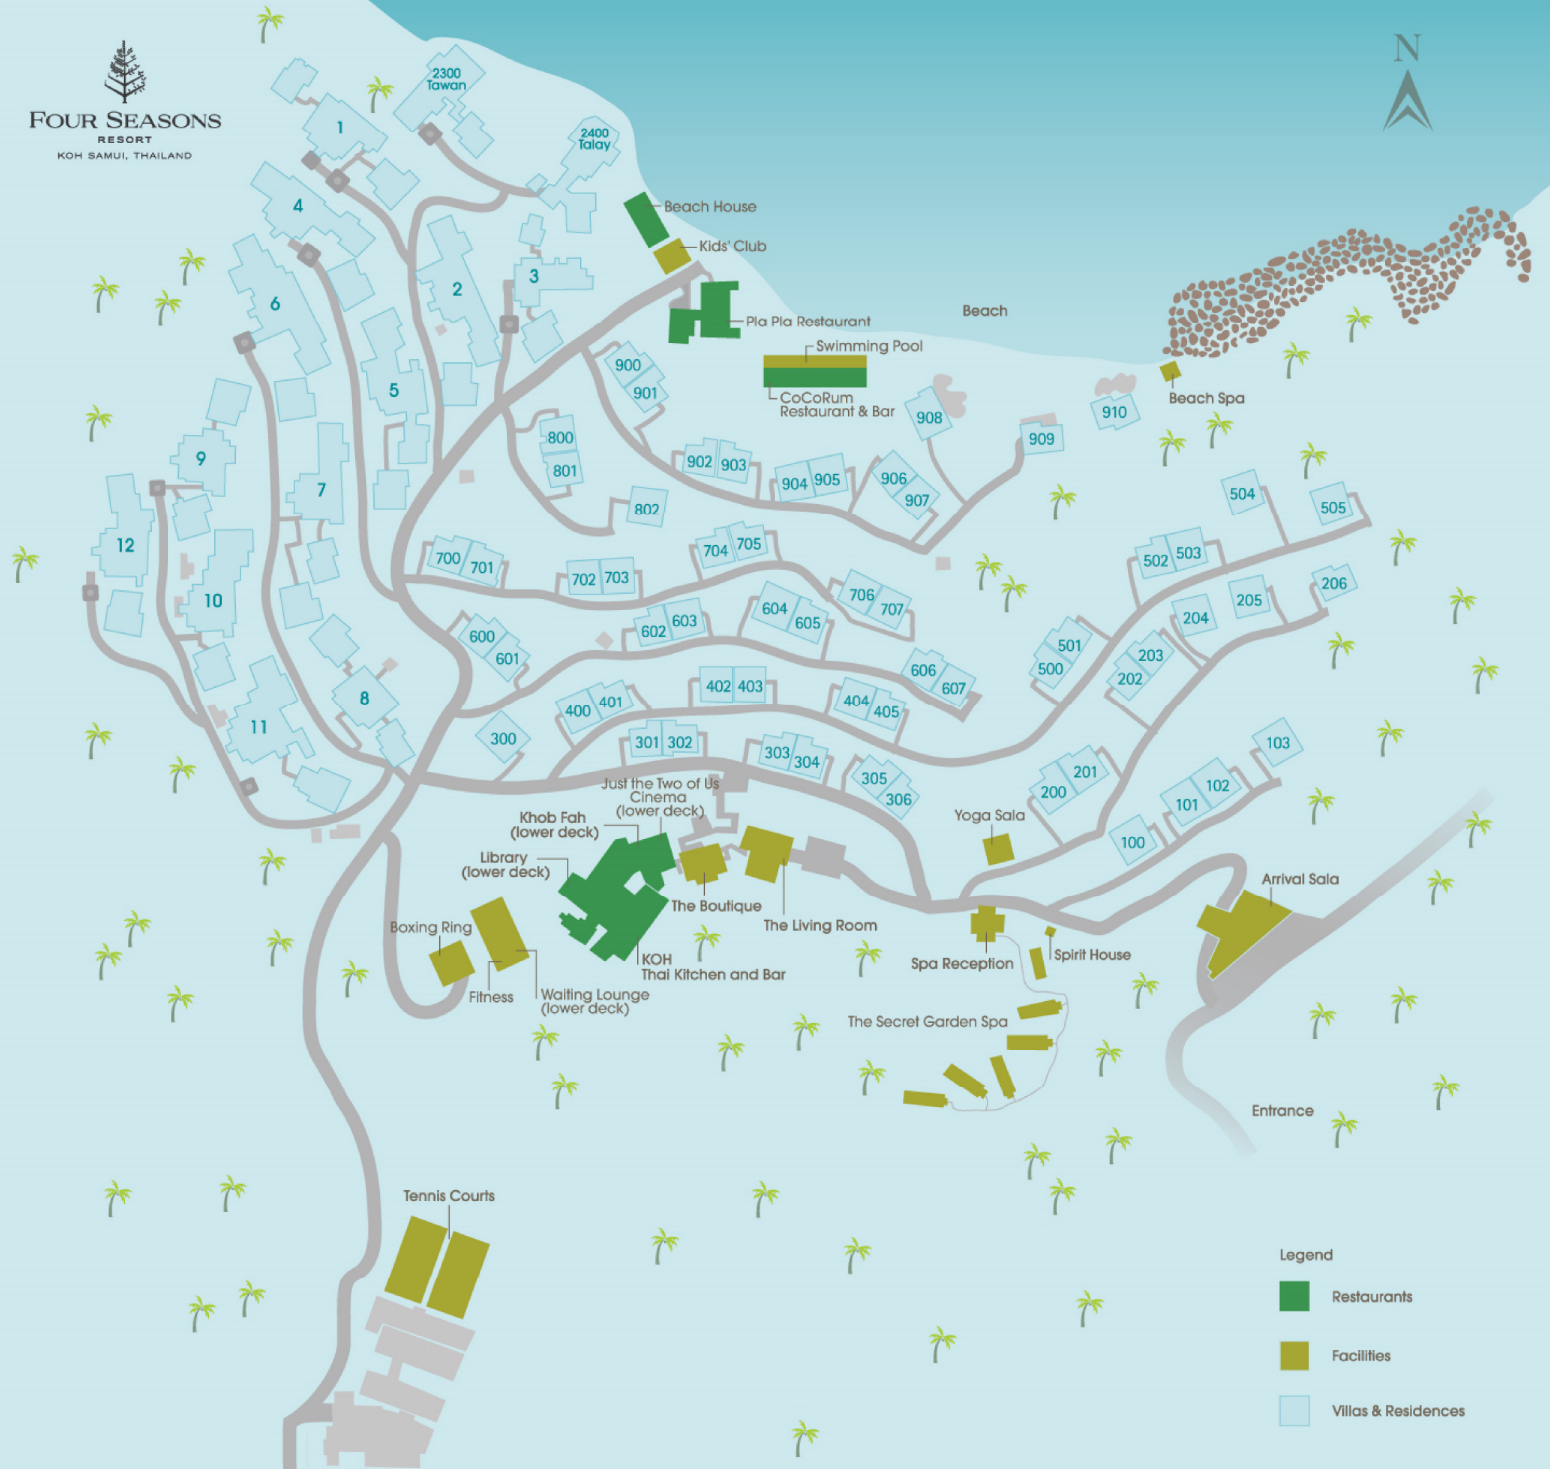 N
FOUR SEASONS
RESORT
KOH SAMUI, THAILAND
2300
Tawan
2400
Talay
1
4
2
3
6
5
9
7
12
10
11
8
Beach House
Kids' Club
Pla Pla Restaurant
Beach
Swimming Pool
CoCoRum
Restaurant & Bar
Beach Spa
900
901
908
909
910
800
801
802
902
903
904
905
906
907
504
505
502
503
700
701
702
703
704
705
706
707
204
205
206
600
601
602
603
604
605
606
607
500
501
202
203
400
401
402
403
404
405
300
301
302
303
304
305
306
200
201
100
101
102
103
Just the Two of Us
Cinema
(lower deck)
Khob Fah
(lower deck)
Library
(lower deck)
Yoga Sala
Arrival Sala
The Boutique
The Living Room
Boxing Ring
KOH
Thai Kitchen and Bar
Fitness
Waiting Lounge
(lower deck)
Spa Reception
Spirit House
The Secret Garden Spa
Entrance
Tennis Courts
Legend
Restaurants
Facilities
Villas & Residences